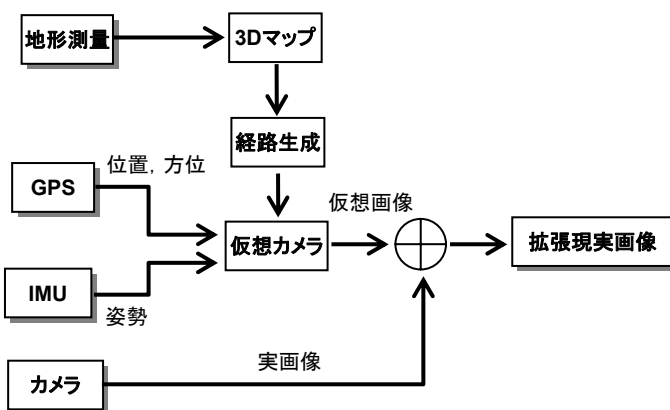 地形測量
3Dマップ
経路生成
位置，方位
GPS
仮想画像
仮想カメラ
拡張現実画像
IMU
姿勢
実画像
カメラ